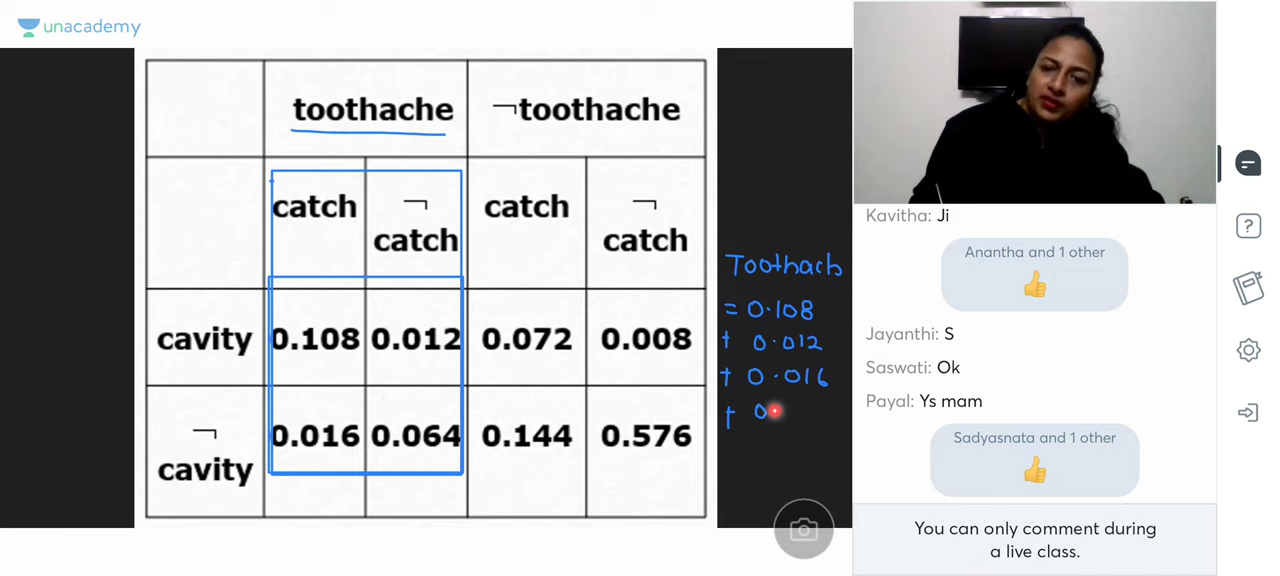 unacademy
toothache ¬toothache
catch ¬ catch ¬
catch catch
cavity 0.108 0.012 0.072 0.008
¬ 0.016 0.064 0.144 0.576
cavity
Toothach
= 0.108
+ 0.012
+ 0.016
+ 0
Kavitha: Ji
Anantha and 1 other
Jayanthi: S
Saswati: Ok
Payal: Ys mam
Sadyasnata and 1 other
You can only comment during
a live class.